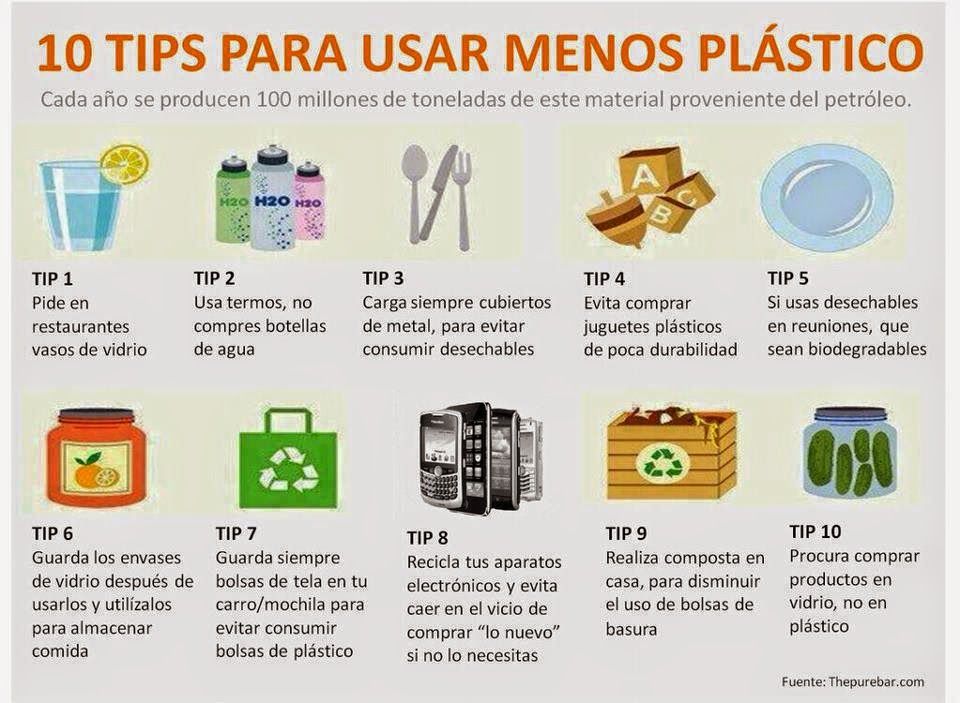 10 TIPS PARA USAR MENOS PLÁSTICO
Cada año se producen 100 millones de toneladas de este material proveniente del petróleo.
H2O
H2O
H2O
A
C
B
TIP 1
Pide en
restaurantes
vasos de vidrio
TIP 2
Usa termos, no
compres botellas
de agua
TIP 3
Carga siempre cubiertos
de metal, para evitar
consumir desechables
TIP 4
Evita comprar
juguetes plásticos
de poca durabilidad
TIP 5
Si usas desechables
en reuniones, que
sean biodegradables
TIP 6
Guarda los envases
de vidrio después de
usarlos y utilízalos
para almacenar
comida
TIP 7
Guarda siempre
bolsas de tela en tu
carro/mochila para
evitar consumir
bolsas de plástico
TIP 8
Recicla tus aparatos
electrónicos y evita
caer en el vicio de
comprar “lo nuevo”
si no lo necesitas
TIP 9
Realiza composta en
casa, para disminuir
el uso de bolsas de
basura
TIP 10
Procura comprar
productos en
vidrio, no en
plástico
Fuente: Thepurebar.com